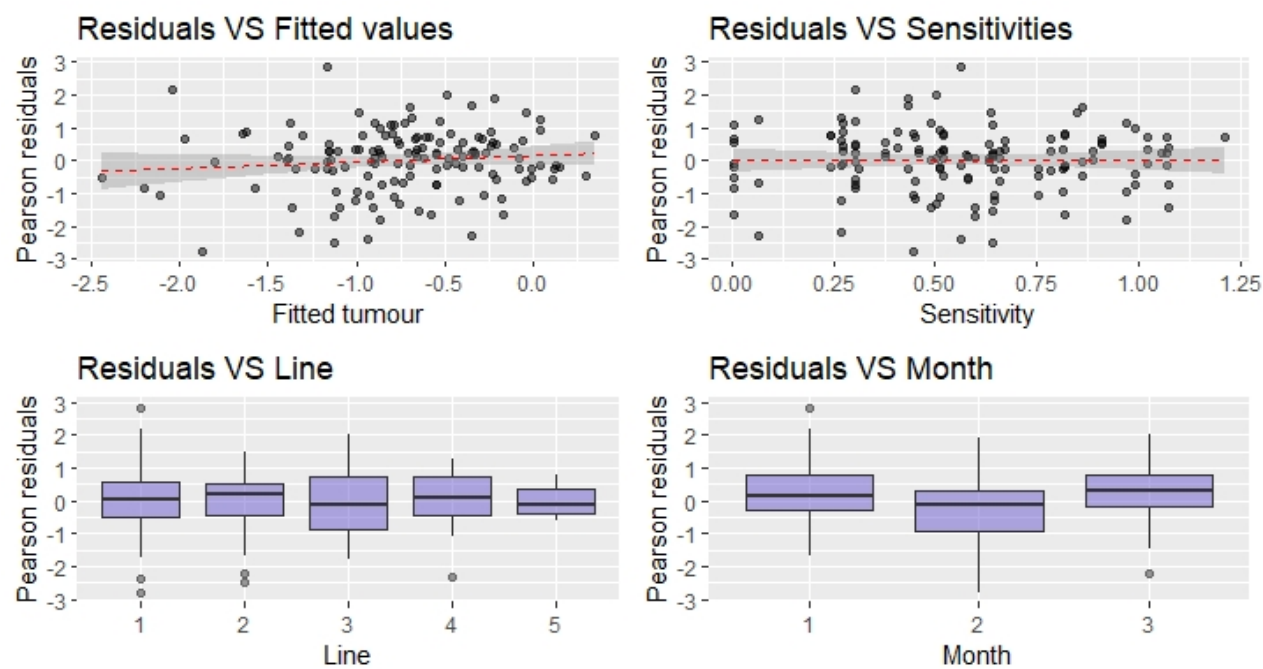 Residuals VS Fitted values
Pearson residuals
3
2
1
0
-1
-2
-3
-2.5 -2.0 -1.5 -1.0 -0.5 0.0
Fitted tumour
Residuals VS Sensitivities
Pearson residuals
3
2
1
0
-1
-2
-3
0.00 0.25 0.50 0.75 1.00 1.25
Sensitivity
Residuals VS Line
Pearson residuals
3
2
1
0
-1
-2
-3
1 2 3 4 5
Line
Residuals VS Month
Pearson residuals
3
2
1
0
-1
-2
-3
1 2 3
Month